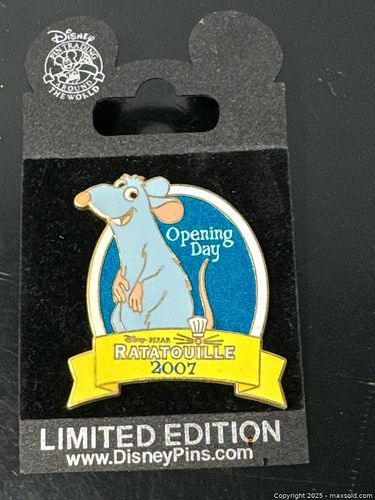 Disney
PIN TRADING
AROUND
THE WORLD
Opening
Day
Disney · PIXAR
RATATOUILLE
2007
LIMITED EDITION
www.DisneyPins.com
Copyright 2025 - maxsold.com